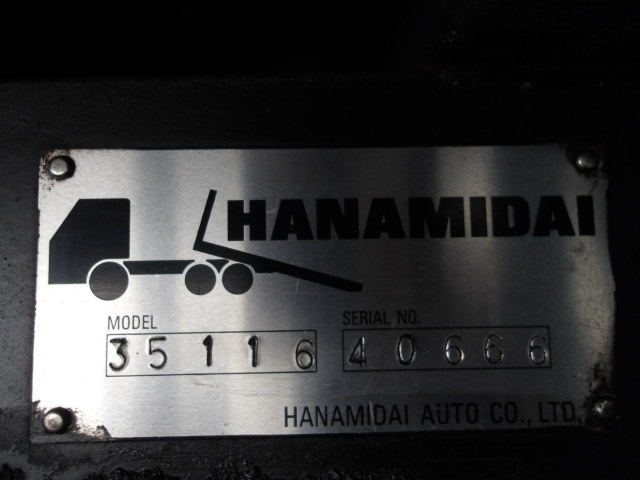 HANAMIDAI
MODEL SERIAL NO.
35116 40666
HANAMIDAI AUTO CO., LTD.